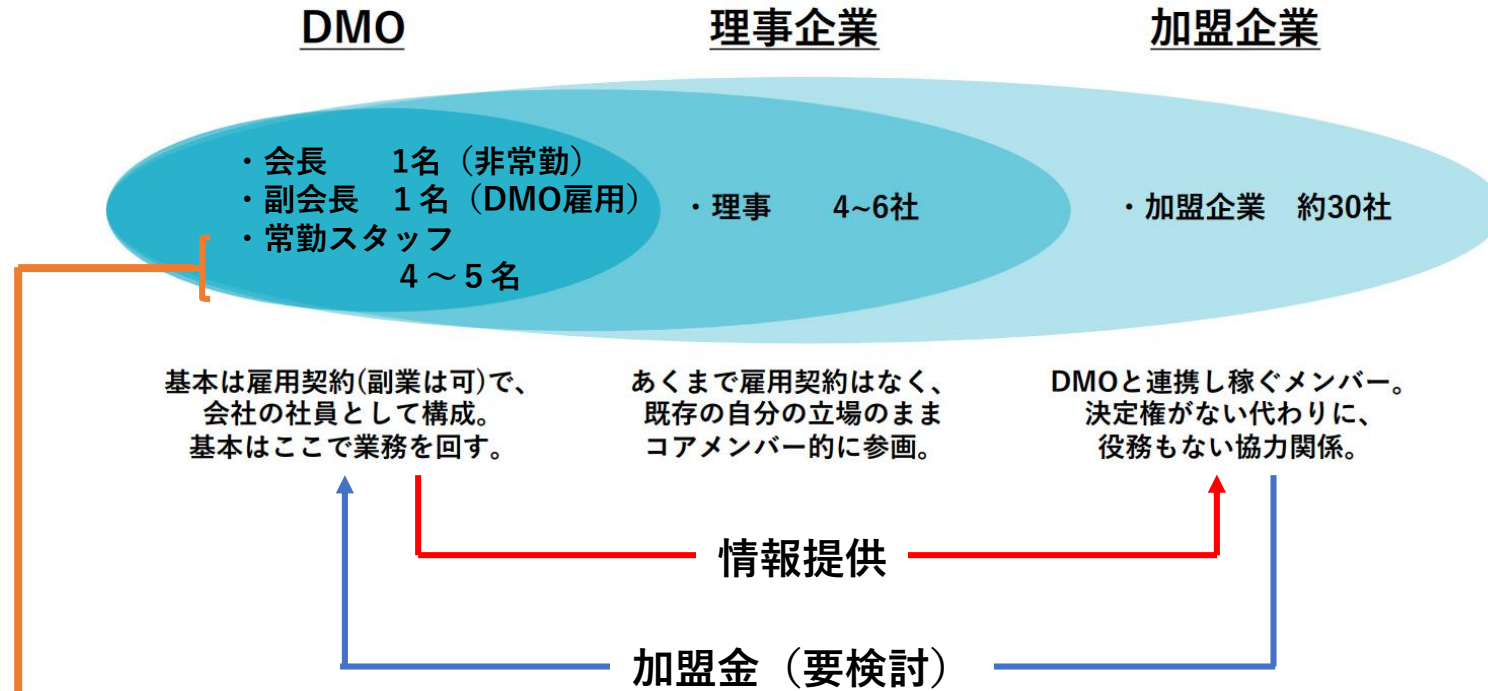 DMO
理事企業
加盟企業
・会長　　1名（非常勤）
・副会長　１名（DMO雇用）
・常勤スタッフ
４～５名
・理事　　4~6社
・加盟企業　約30社
基本は雇用契約(副業は可)で、
会社の社員として構成。
基本はここで業務を回す。
あくまで雇用契約はなく、
既存の自分の立場のまま
コアメンバー的に参画。
DMOと連携し稼ぐメンバー。
決定権がない代わりに、
役務もない協力関係。
情報提供
加盟金（要検討）